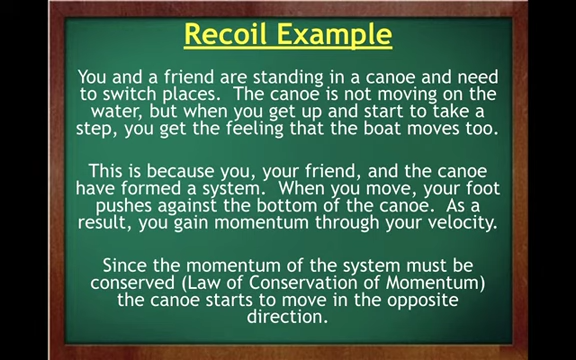 Recoil Example
You and a friend are standing in a canoe and need
to switch places. The canoe is not moving on the
water, but when you get up and start to take a
step, you get the feeling that the boat moves too.
This is because you, your friend, and the canoe
have formed a system. When you move, your foot
pushes against the bottom of the canoe. As a
result, you gain momentum through your velocity.
Since the momentum of the system must be
conserved (Law of Conservation of Momentum)
the canoe starts to move in the opposite
direction.